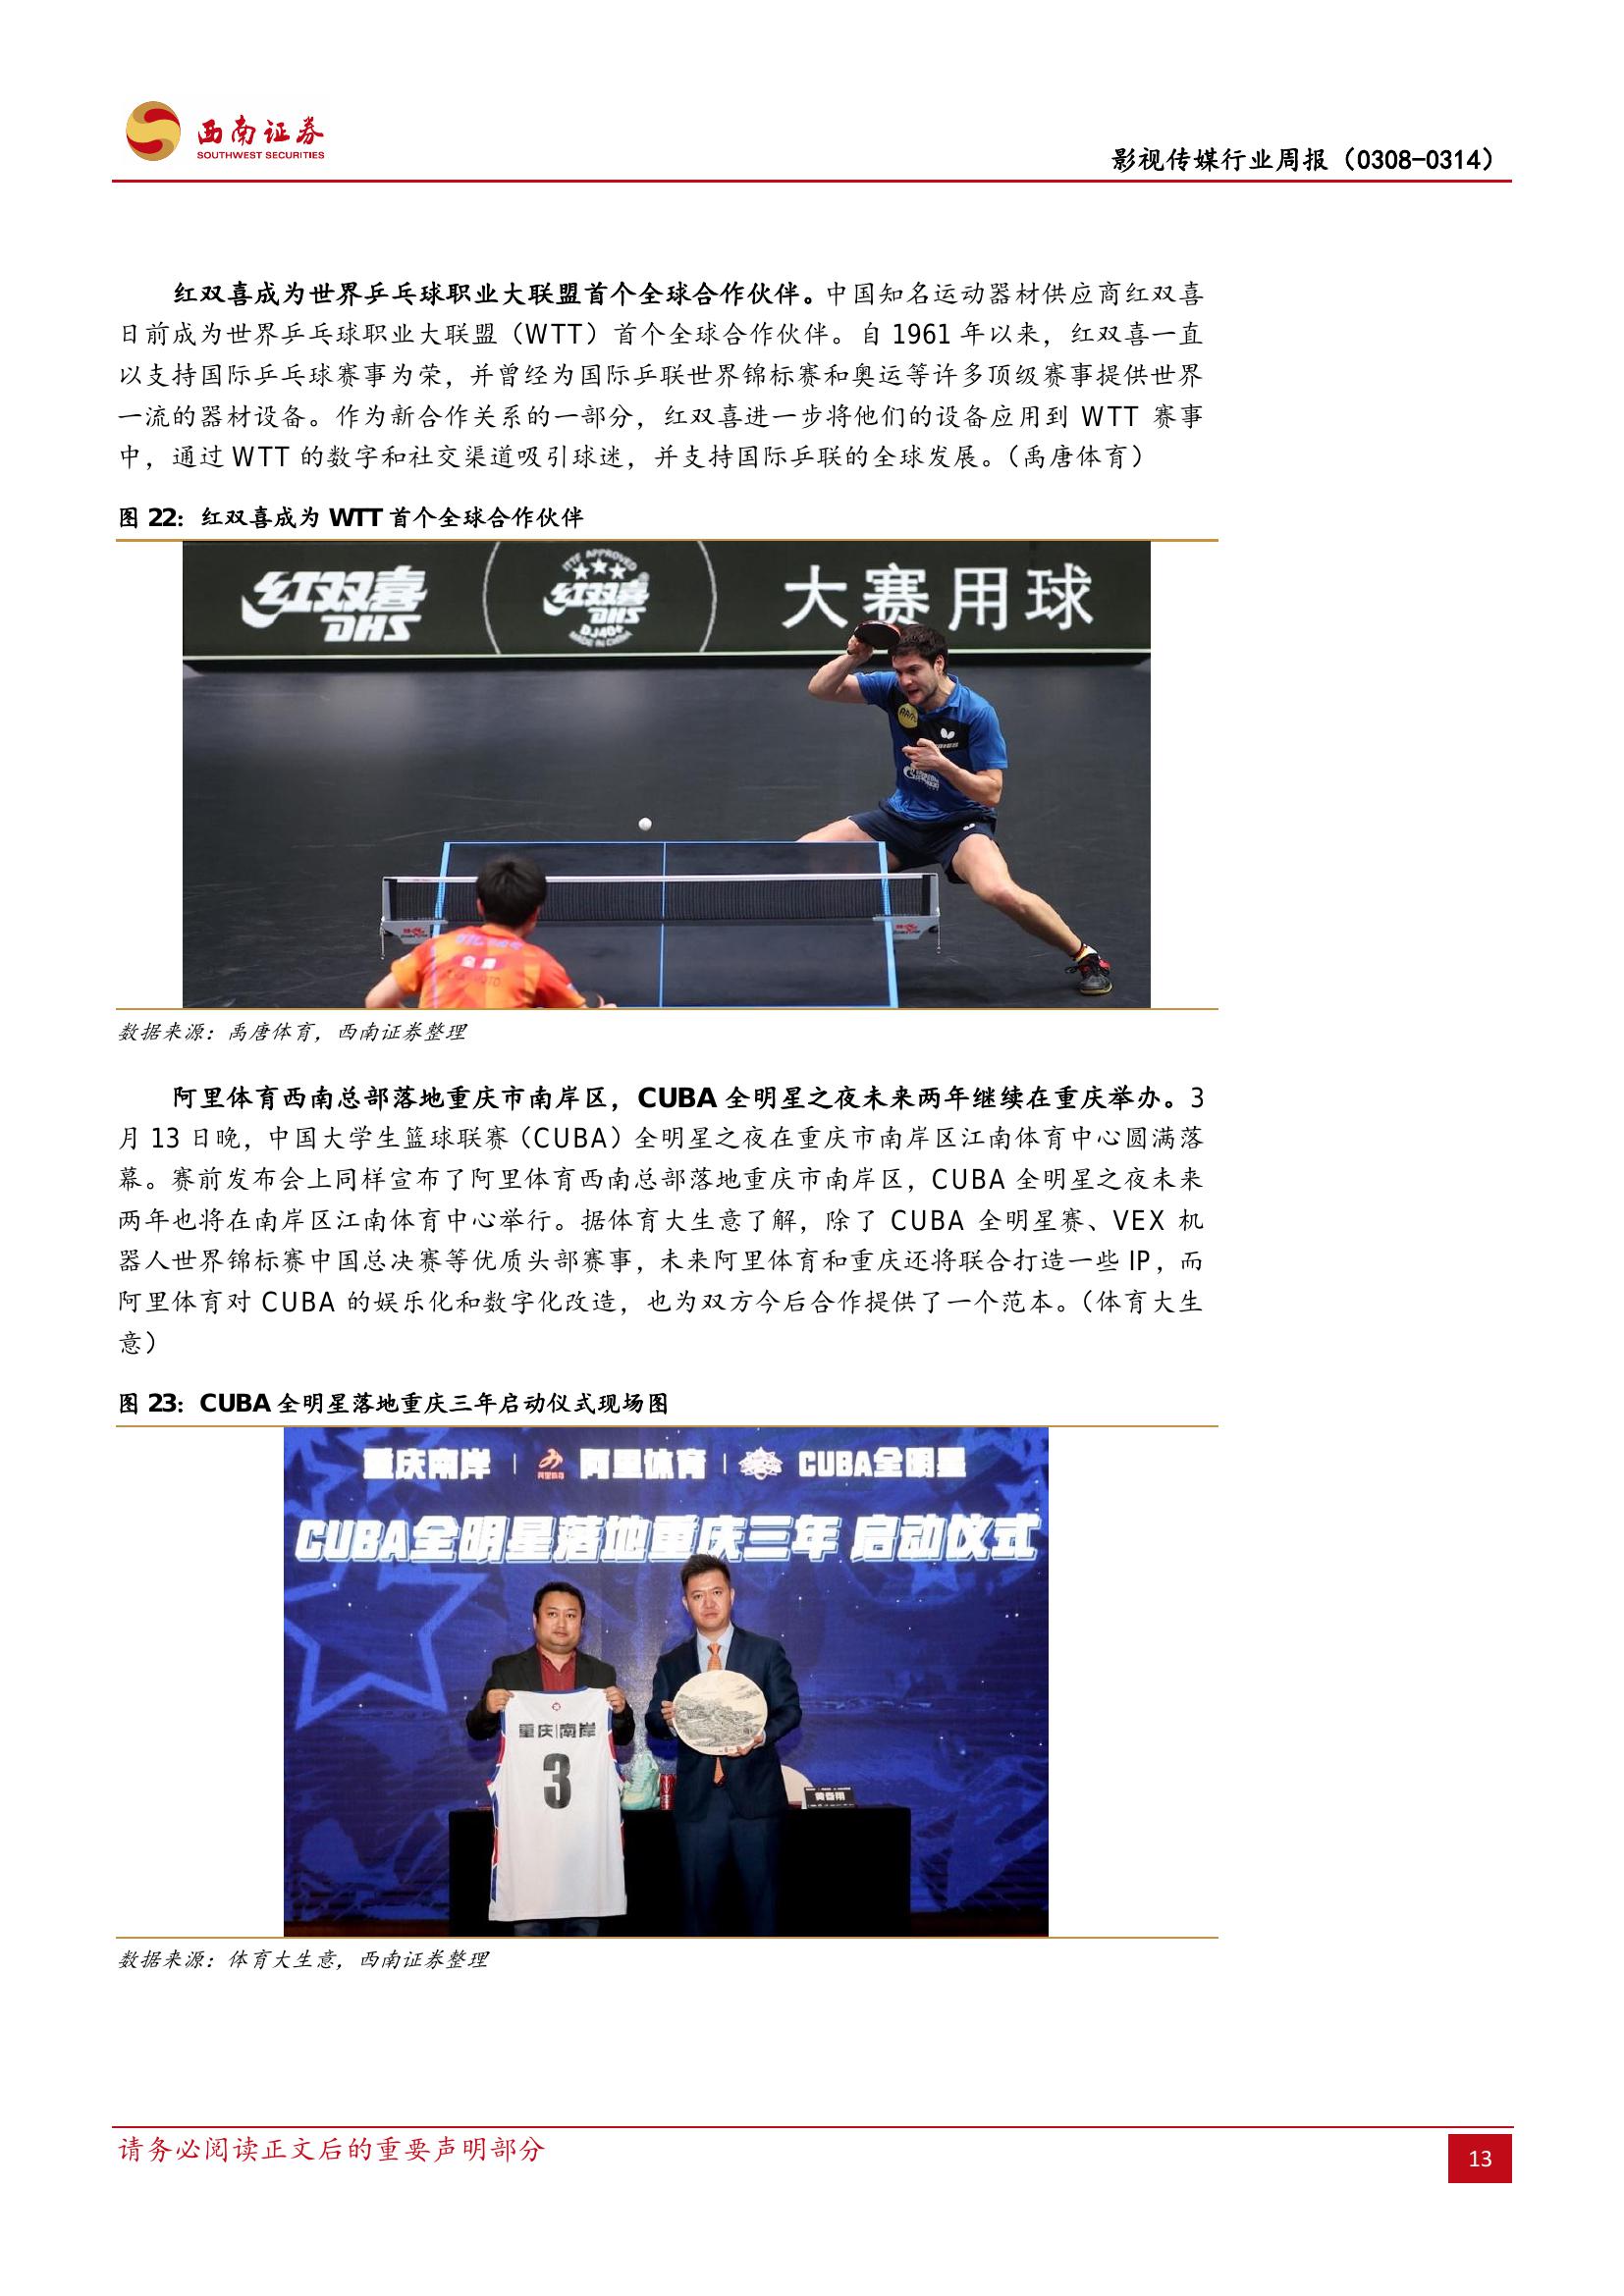 西南证券
SOUTHWEST SECURITIES
影视传媒行业周报（0308-0314）
红双喜成为世界乒乓球职业大联盟首个全球合作伙伴。中国知名运动器材供应商红双喜
日前成为世界乒乓球职业大联盟（WTT）首个全球合作伙伴。自 1961 年以来，红双喜一直
以支持国际乒乓球赛事为荣，并曾经为国际乒联世界锦标赛和奥运等许多顶级赛事提供世界
一流的器材设备。作为新合作关系的一部分，红双喜进一步将他们的设备应用到 WTT 赛事
中，通过 WTT 的数字和社交渠道吸引球迷，并支持国际乒联的全球发展。（禹唐体育）
图 22：红双喜成为 WTT 首个全球合作伙伴
红双喜
DHS
ITTF APPROVED
红双喜
DHS
DJ40+
MADE IN CHINA
大赛用球
数据来源：禹唐体育，西南证券整理
阿里体育西南总部落地重庆市南岸区，CUBA 全明星之夜未来两年继续在重庆举办。3
月 13 日晚，中国大学生篮球联赛（CUBA）全明星之夜在重庆市南岸区江南体育中心圆满落
幕。赛前发布会上同样宣布了阿里体育西南总部落地重庆市南岸区，CUBA 全明星之夜未来
两年也将在南岸区江南体育中心举行。据体育大生意了解，除了 CUBA 全明星赛、VEX 机
器人世界锦标赛中国总决赛等优质头部赛事，未来阿里体育和重庆还将联合打造一些 IP，而
阿里体育对 CUBA 的娱乐化和数字化改造，也为双方今后合作提供了一个范本。（体育大生
意）
图 23：CUBA 全明星落地重庆三年启动仪式现场图
重庆南岸 | 阿里体育 阿里体育 | CUBA全明星
CUBA全明星落地重庆三年 启动仪式
重庆|南岸
3
数据来源：体育大生意，西南证券整理
请务必阅读正文后的重要声明部分
13